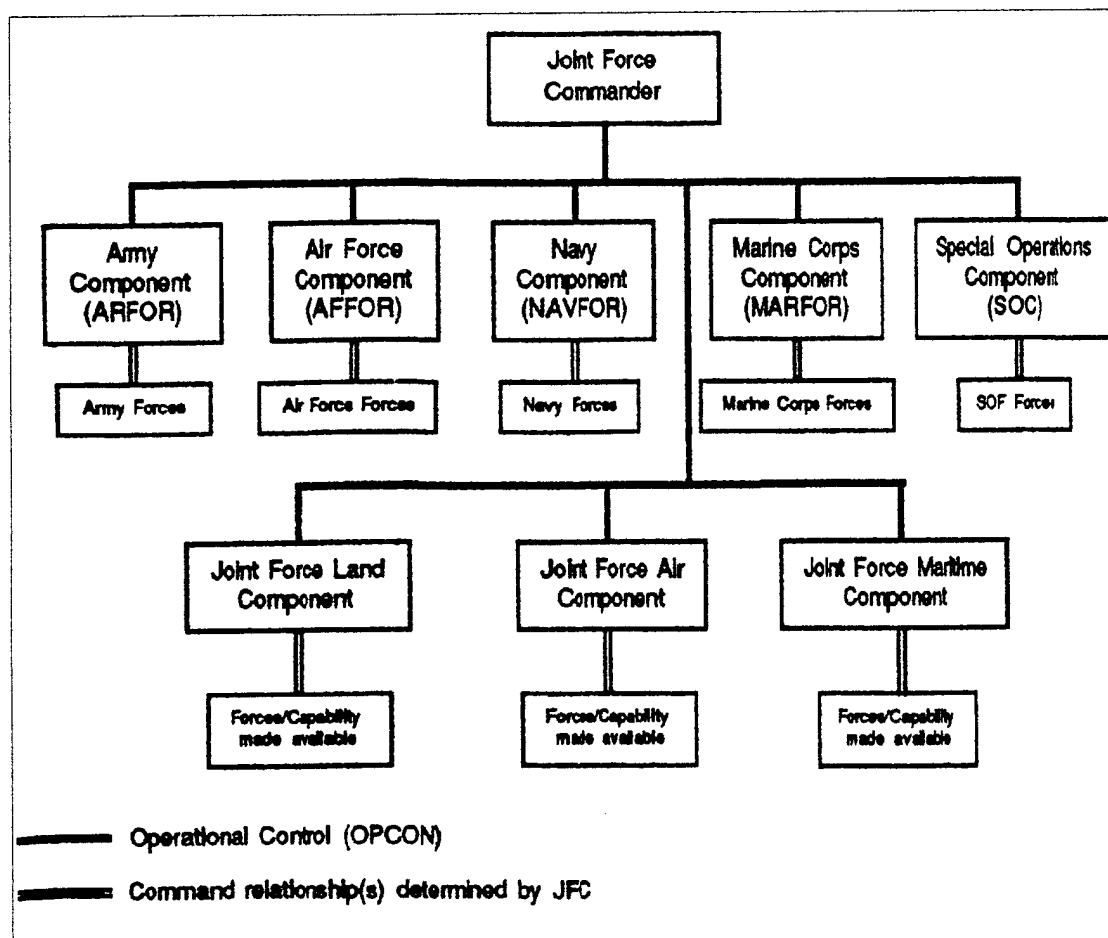 Joint Force
Commander
Army
Component
(ARFOR)
Air Force
Component
(AFFOR)
Navy
Component
(NAVFOR)
Marine Corps
Component
(MARFOR)
Special Operations
Component
(SOC)
Army Forces
Air Force Forces
Navy Forces
Marine Corps Forces
SOF Forces
Joint Force Land
Component
Joint Force Air
Component
Joint Force Maritime
Component
Forces/Capability
made available
Forces/Capability
made available
Forces/Capability
made available
Operational Control (OPCON)
Command relationship(s) determined by JFC